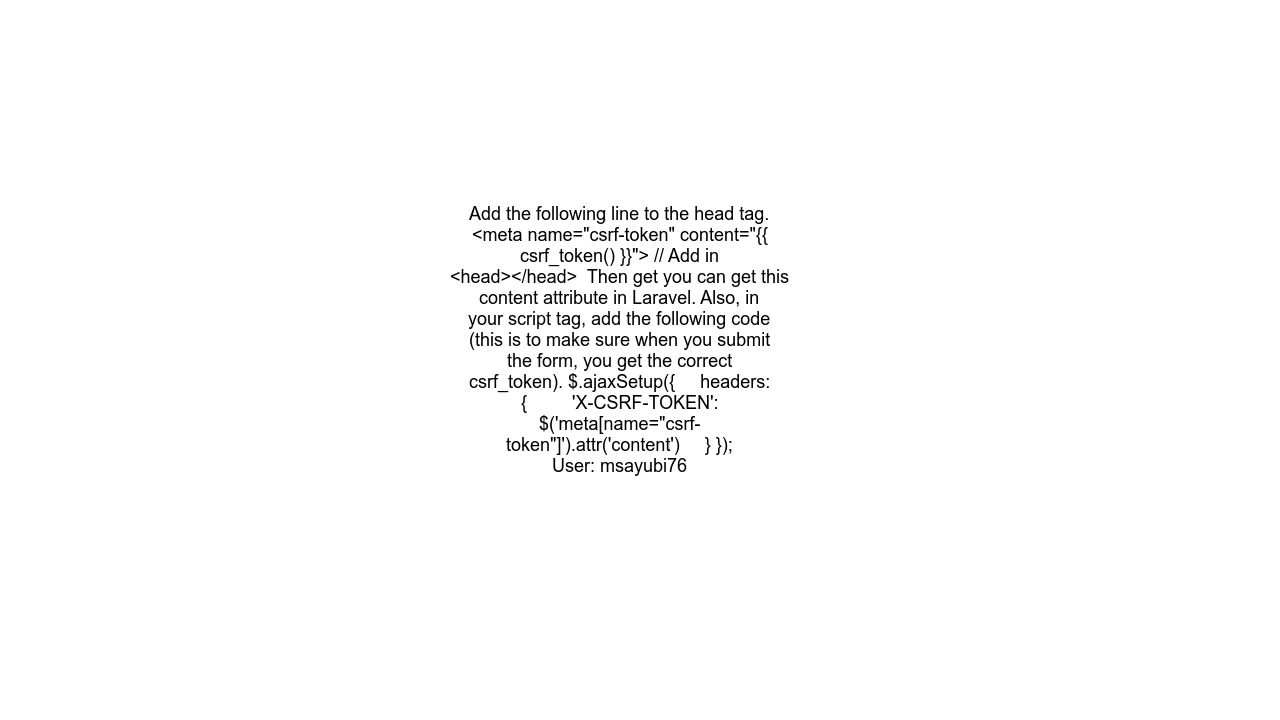 Add the following line to the head tag.
<meta name="csrf-token" content="{{
csrf_token() }}"> // Add in
<head></head>  Then get you can get this
content attribute in Laravel. Also, in
your script tag, add the following code
(this is to make sure when you submit
the form, you get the correct
csrf_token). $.ajaxSetup({     headers:
{         'X-CSRF-TOKEN':
$('meta[name="csrf-
token"]').attr('content')     } });
User: msayubi76